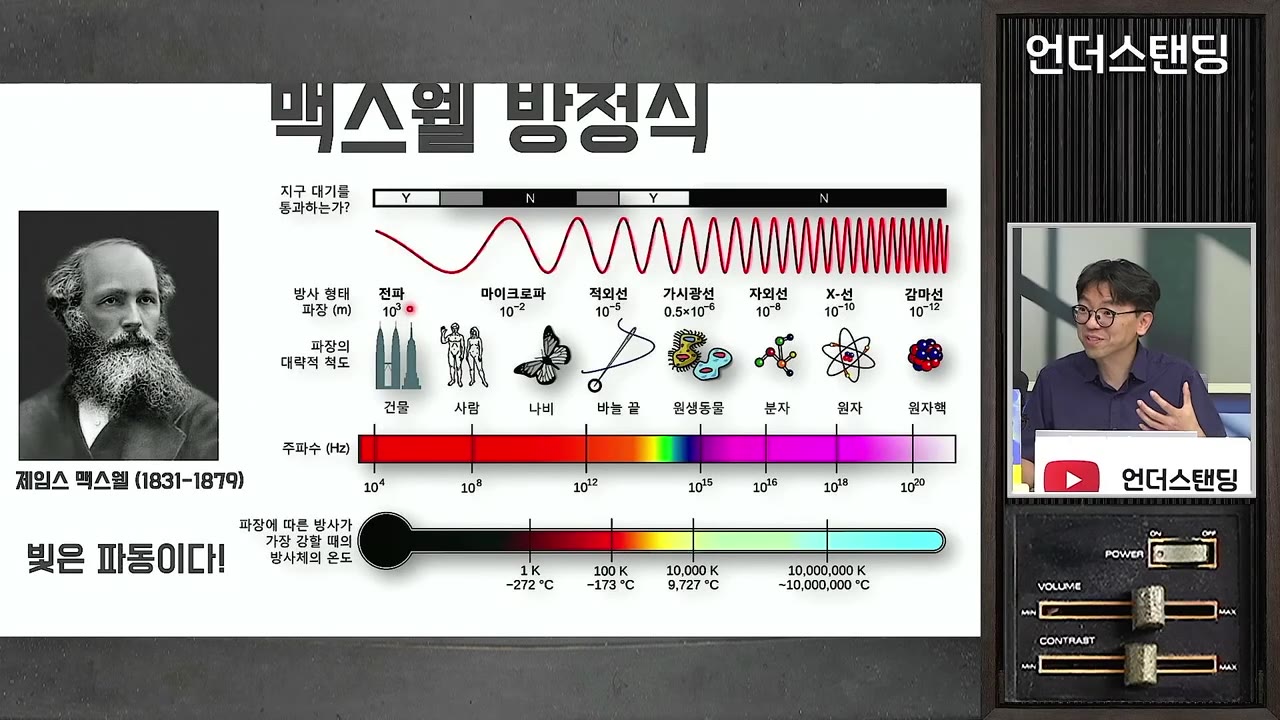 언더스탠딩
맥스웰 방정식
지구 대기를
통과하는가?
Y N Y N
방사 형태 전파 마이크로파 적외선 가시광선 자외선 X-선 감마선
파장 (m) 10³ 10⁻² 10⁻⁵ 0.5×10⁻⁶ 10⁻⁸ 10⁻¹⁰ 10⁻¹²
파장의
대략적 척도
건물 사람 나비 바늘 끝 원생동물 분자 원자 원자핵
주파수 (Hz)
10⁴ 10⁸ 10¹² 10¹⁵ 10¹⁶ 10¹⁸ 10²⁰
제임스 맥스웰 (1831-1879)
빛은 파동이다!
파장에 따른 방사가
가장 강할 때의
방사체의 온도
1 K 100 K 10,000 K 10,000,000 K
−272 °C −173 °C 9,727 °C ~10,000,000 °C
언더스탠딩
ON OFF
POWER
VOLUME
MIN MAX
CONTRAST
MIN MAX